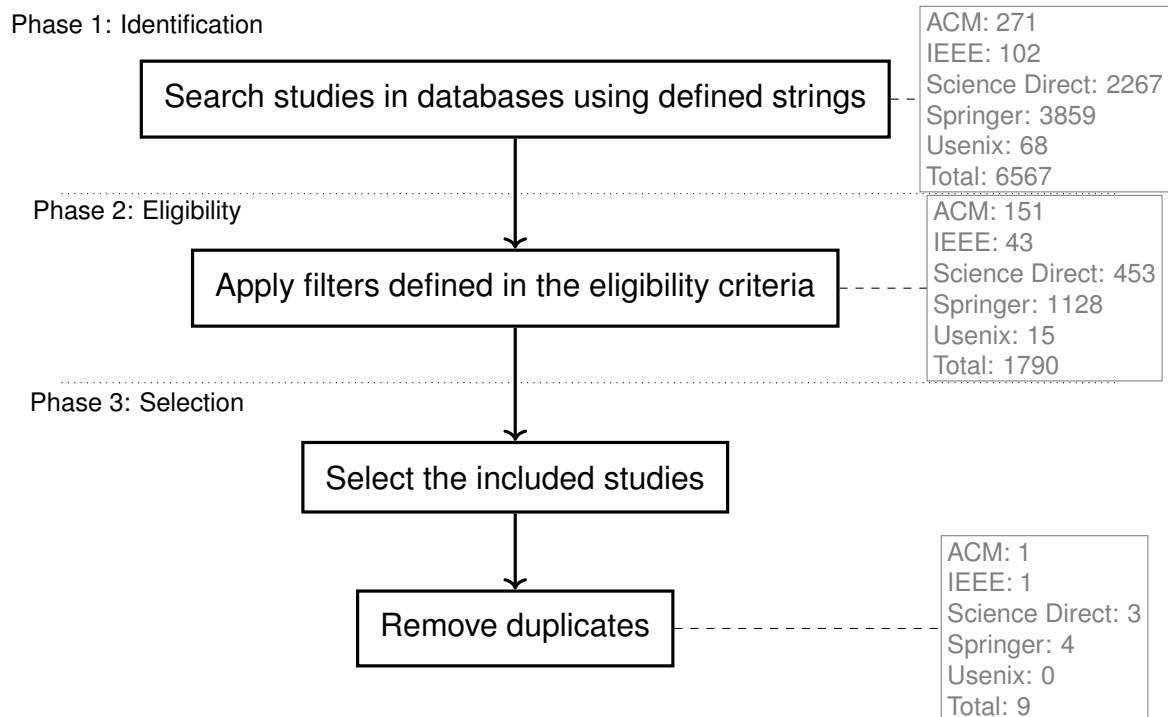 Phase 1: Identification
Search studies in databases using defined strings
ACM: 271
IEEE: 102
Science Direct: 2267
Springer: 3859
Usenix: 68
Total: 6567
Phase 2: Eligibility
Apply filters defined in the eligibility criteria
ACM: 151
IEEE: 43
Science Direct: 453
Springer: 1128
Usenix: 15
Total: 1790
Phase 3: Selection
Select the included studies
Remove duplicates
ACM: 1
IEEE: 1
Science Direct: 3
Springer: 4
Usenix: 0
Total: 9